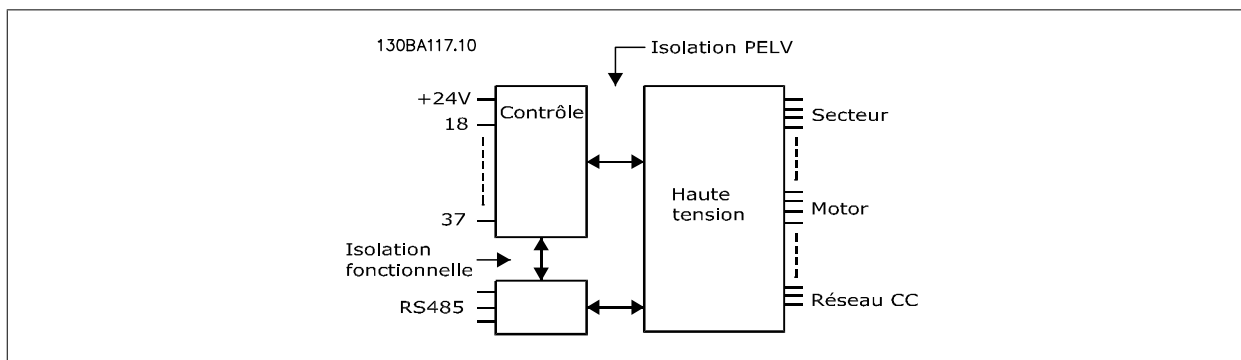 130BA117.10
Isolation PELV
+24V
18
37
Contrôle
Haute
tension
Secteur
Motor
Réseau CC
Isolation
fonctionnelle
RS485